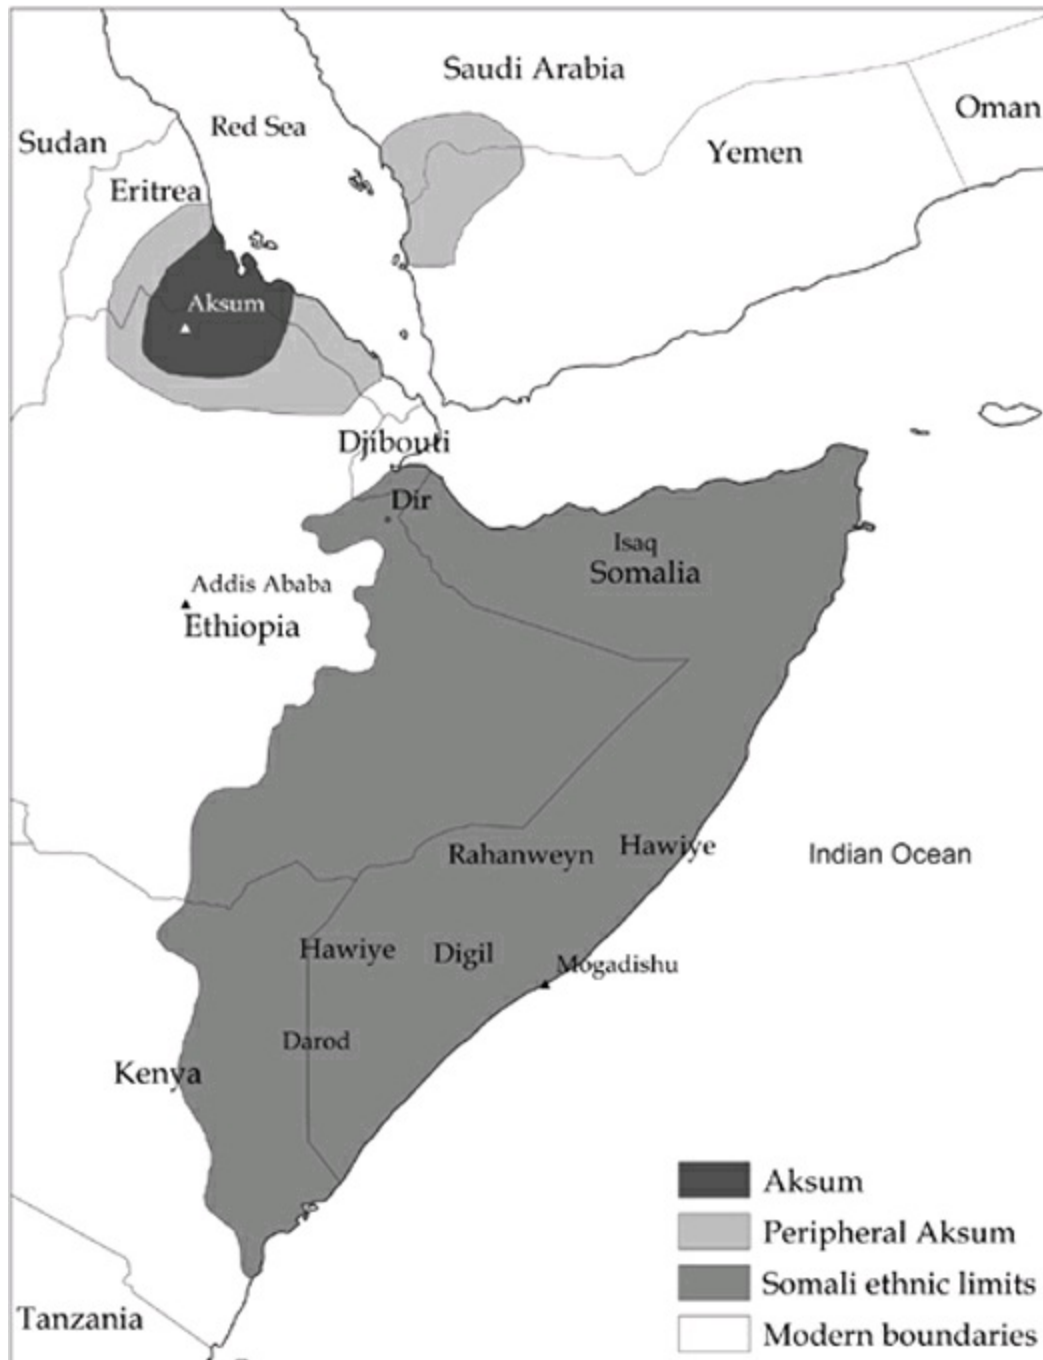 Saudi Arabia
Oman
Red Sea
Sudan
Yemen
Eritrea
Aksum
Djibouti
Dir
Isaq
Somalia
Addis Ababa
Ethiopia
Rahanweyn
Hawiye
Indian Ocean
Hawiye
Digil
Mogadishu
Darod
Kenya
Aksum
Peripheral Aksum
Somali ethnic limits
Tanzania
Modern boundaries